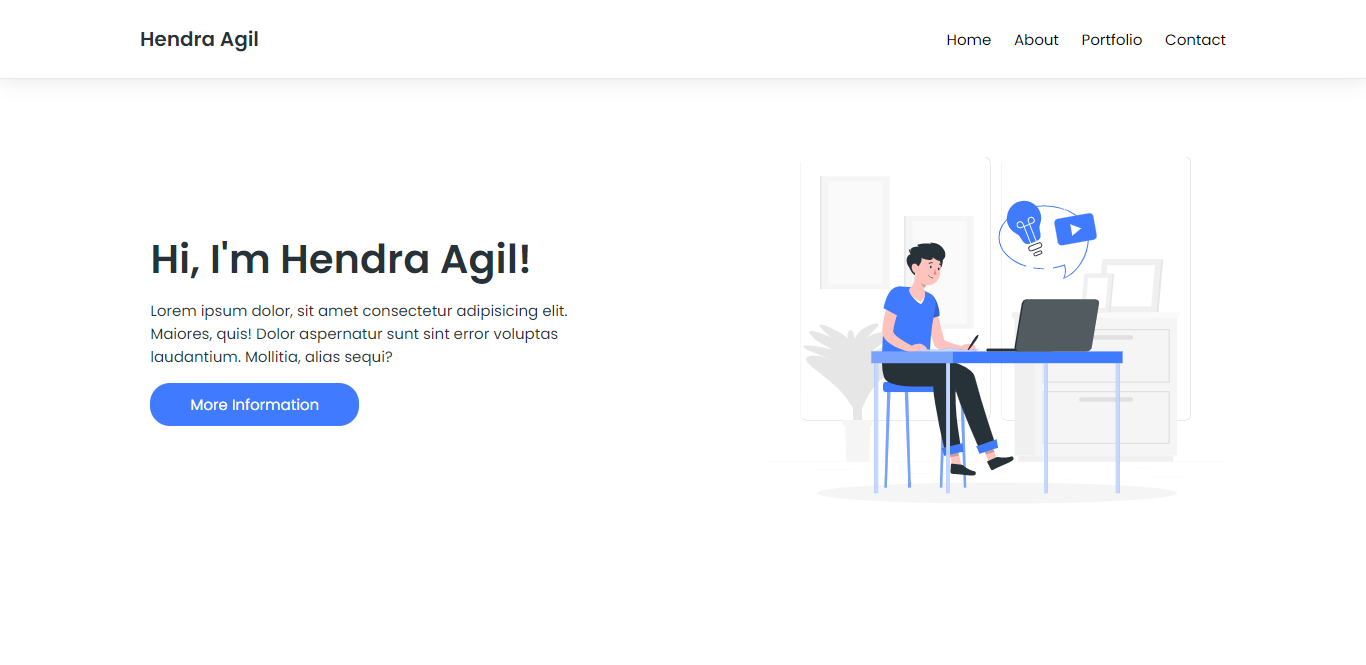 Hendra Agil
Home About Portfolio Contact
Hi, I'm Hendra Agil!
Lorem ipsum dolor, sit amet consectetur adipisicing elit.
Maiores, quis! Dolor aspernatur sunt sint error voluptas
laudantium. Mollitia, alias sequi?
More Information